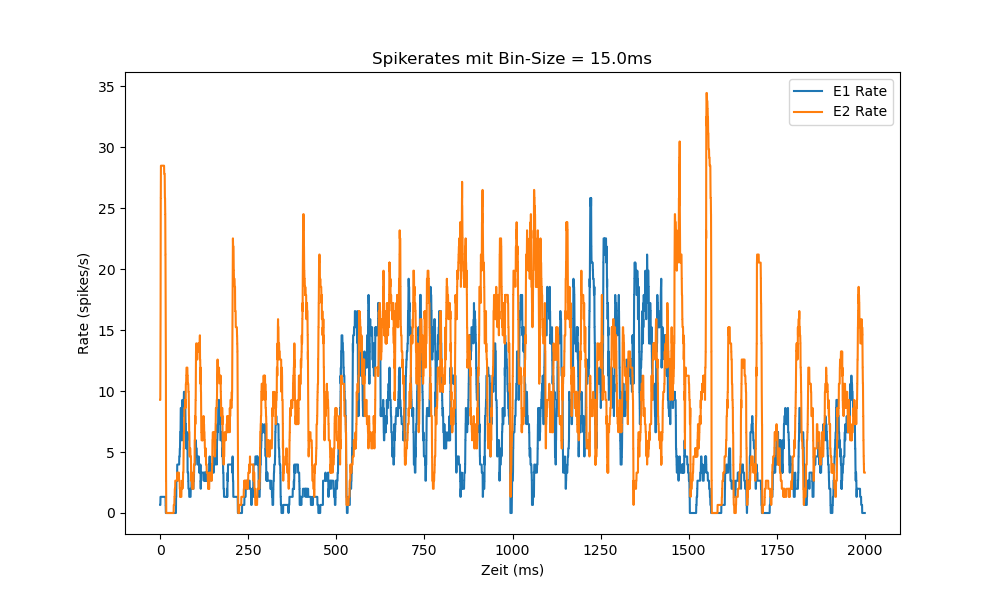 Spikerates mit Bin-Size = 15.0ms
E1 Rate
E2 Rate
Rate (spikes/s)
35
30
25
20
15
10
5
0
0 250 500 750 1000 1250 1500 1750 2000
Zeit (ms)